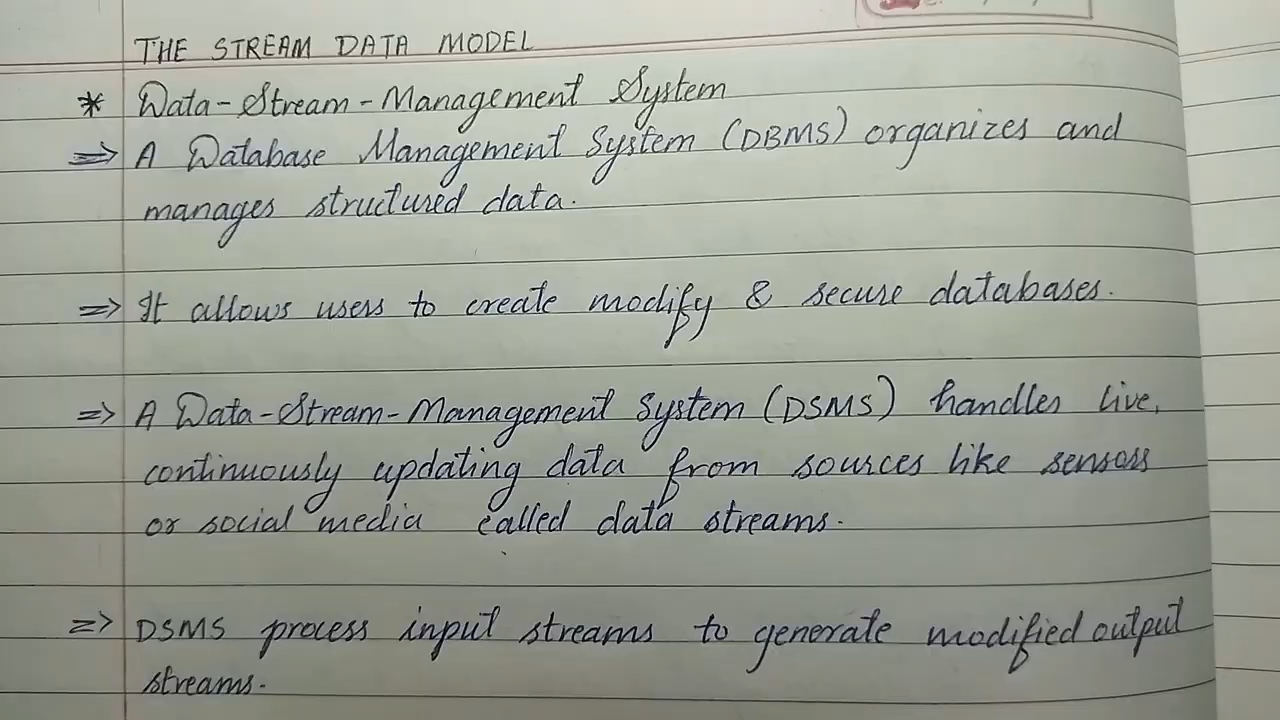 THE STREAM DATA MODEL
* Data-Stream-Management System
=> A Database Management System (DBMS) organizes and
manages structured data.
=> It allows users to create modify & secure databases.
=> A Data-Stream-Management System (DSMS) handles live,
continuously updating data from sources like sensors
or social media called data streams.
=> DSMS process input streams to generate modified output
streams.